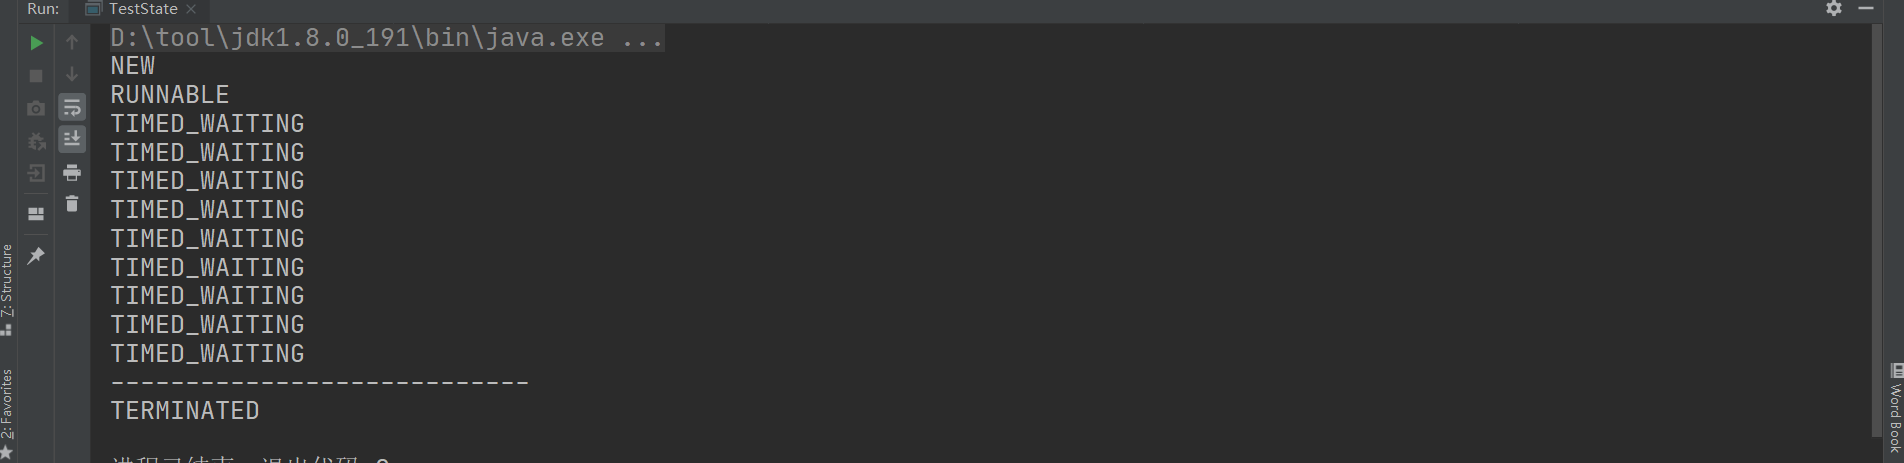 Run: TestState
D:\tool\jdk1.8.0_191\bin\java.exe ...
NEW
RUNNABLE
TIMED_WAITING
TIMED_WAITING
TIMED_WAITING
TIMED_WAITING
TIMED_WAITING
TIMED_WAITING
TIMED_WAITING
TIMED_WAITING
TIMED_WAITING
-----------------------------
TERMINATED
7: Structure
2: Favorites
Word Book